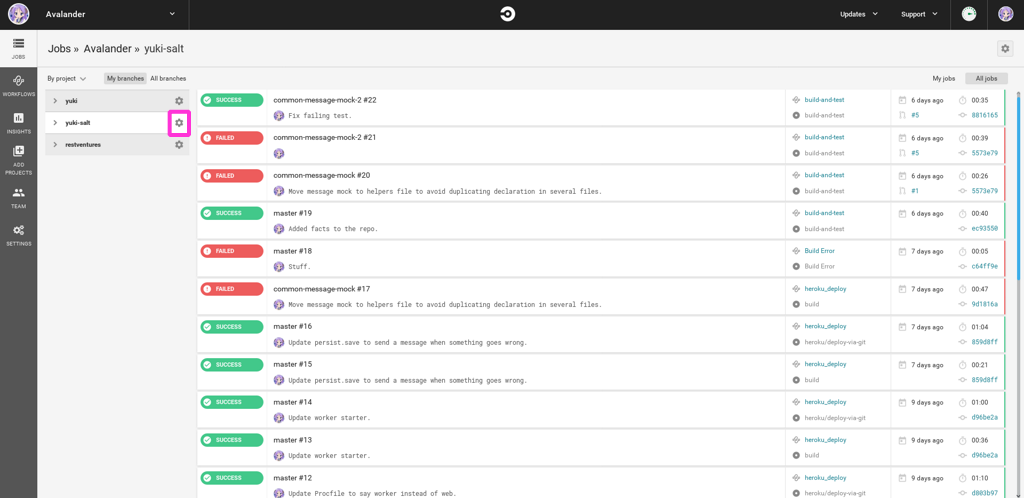 Avalander
Updates
Support
Jobs » Avalander » yuki-salt
JOBS
WORKFLOWS
INSIGHTS
ADD PROJECTS
TEAM
SETTINGS
By project
My branches
All branches
My jobs
All jobs
yuki
yuki-salt
restventures
SUCCESS
common-message-mock-2 #22
Fix failing test.
build-and-test
build-and-test
6 days ago
#5
00:35
8816165
FAILED
common-message-mock-2 #21
build-and-test
build-and-test
6 days ago
#5
00:39
5573e79
FAILED
common-message-mock #20
Move message mock to helpers file to avoid duplicating declaration in several files.
build-and-test
build-and-test
6 days ago
#1
00:26
5573e79
SUCCESS
master #19
Added facts to the repo.
build-and-test
build-and-test
6 days ago
00:40
ec93550
FAILED
master #18
Stuff.
Build Error
Build Error
7 days ago
00:05
c64ff9e
FAILED
common-message-mock #17
Move message mock to helpers file to avoid duplicating declaration in several files.
heroku_deploy
build
7 days ago
00:47
9d1816a
SUCCESS
master #16
Update persist.save to send a message when something goes wrong.
heroku_deploy
heroku/deploy-via-git
7 days ago
01:04
859d8ff
SUCCESS
master #15
Update persist.save to send a message when something goes wrong.
heroku_deploy
build
7 days ago
00:21
859d8ff
SUCCESS
master #14
Update worker starter.
heroku_deploy
heroku/deploy-via-git
9 days ago
01:00
d96be2a
SUCCESS
master #13
Update worker starter.
heroku_deploy
build
9 days ago
00:36
d96be2a
SUCCESS
master #12
Update Procfile to say worker instead of web.
heroku_deploy
heroku/deploy-via-git
9 days ago
01:10
d883b97